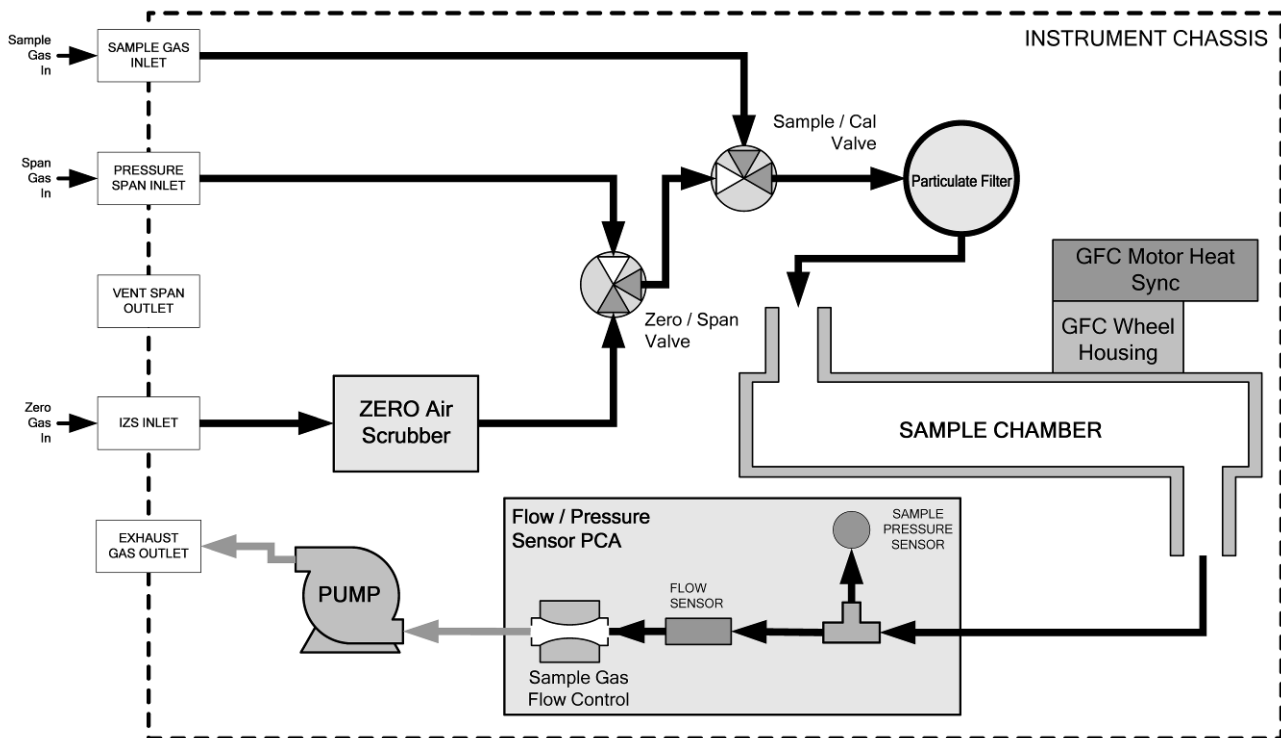 INSTRUMENT CHASSIS
Sample
Gas
In
SAMPLE GAS
INLET
Sample / Cal
Valve
Span
Gas
In
PRESSURE
SPAN INLET
Particulate Filter
VENT SPAN
OUTLET
Zero / Span
Valve
GFC Motor Heat
Sync
GFC Wheel
Housing
Zero
Gas
In
IZS INLET
ZERO Air
Scrubber
SAMPLE CHAMBER
EXHAUST
GAS OUTLET
PUMP
Flow / Pressure
Sensor PCA
SAMPLE
PRESSURE
SENSOR
FLOW
SENSOR
Sample Gas
Flow Control